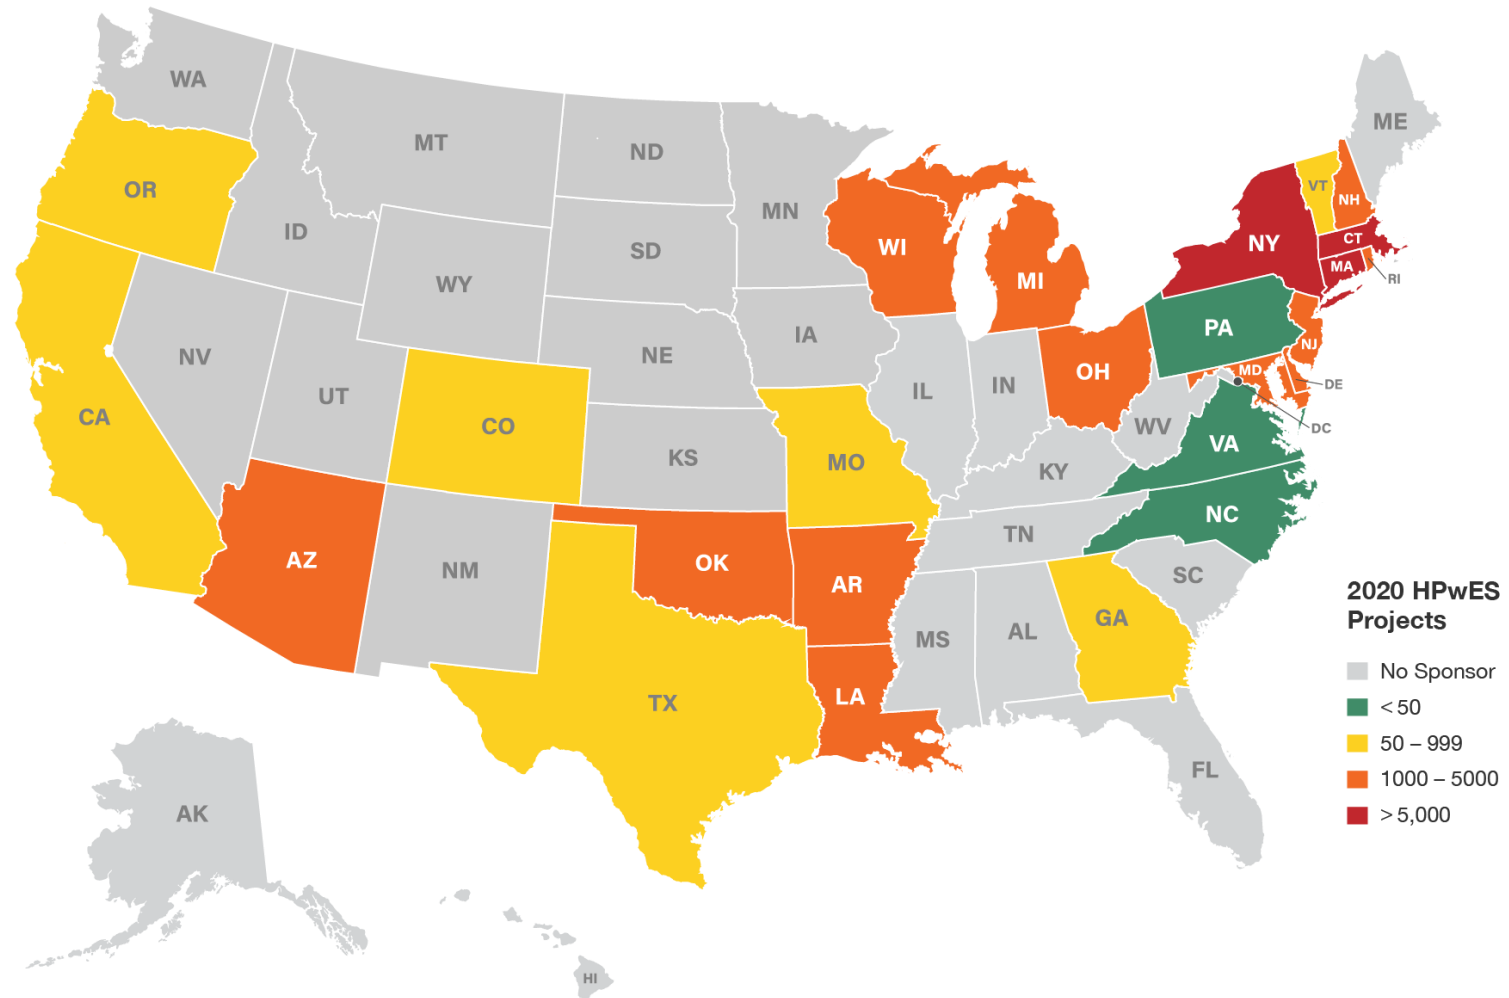 WA
MT
ND
MN
ME
OR
ID
SD
WI
MI
NY
VT
NH
CT
MA
RI
WY
NV
UT
NE
IA
PA
NJ
CA
CO
IL
IN
OH
MD
DE
DC
KS
MO
KY
WV
VA
AZ
NM
OK
AR
TN
NC
SC
TX
LA
MS
AL
GA
FL
AK
HI
2020 HPwES
Projects
No Sponsor
< 50
50 – 999
1000 – 5000
> 5,000